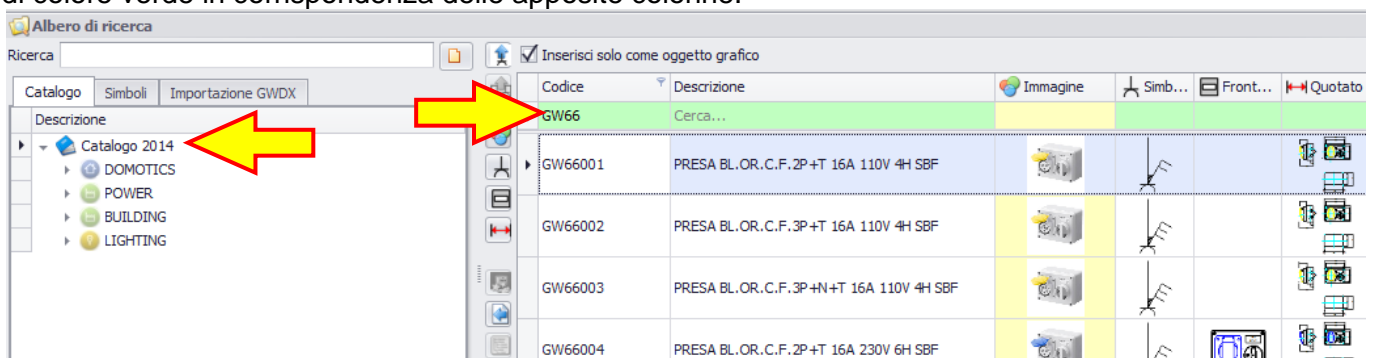 di colore verde in corrispondenza delle apposite colonne.
Albero di ricerca
Ricerca
Inserisci solo come oggetto grafico
Catalogo Simboli Importazione GWDX
Codice Descrizione Immagine Simb... Front... Quotato
Descrizione
GW66 Cerca...
Catalogo 2014
DOMOTICS
POWER
BUILDING
LIGHTING
GW66001 PRESA BL.OR.C.F.2P+T 16A 110V 4H SBF
GW66002 PRESA BL.OR.C.F.3P+T 16A 110V 4H SBF
GW66003 PRESA BL.OR.C.F.3P+N+T 16A 110V 4H SBF
GW66004 PRESA BL.OR.C.F.2P+T 16A 230V 6H SBF